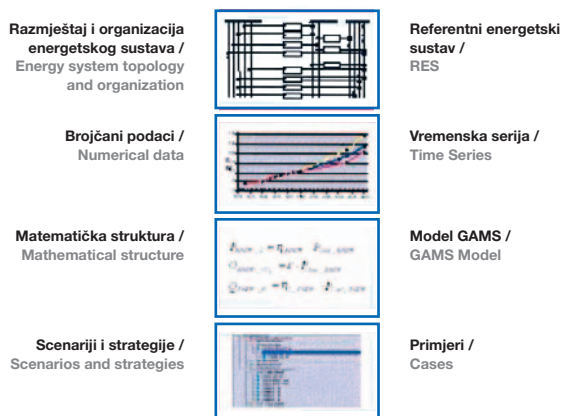 Razmještaj i organizacija
energetskog sustava /
Energy system topology
and organization
Referentni energetski
sustav /
RES
Brojčani podaci /
Numerical data
Vremenska serija /
Time Series
Matematička struktura /
Mathematical structure
Model GAMS /
GAMS Model
Scenariji i strategije /
Scenarios and strategies
Primjeri /
Cases